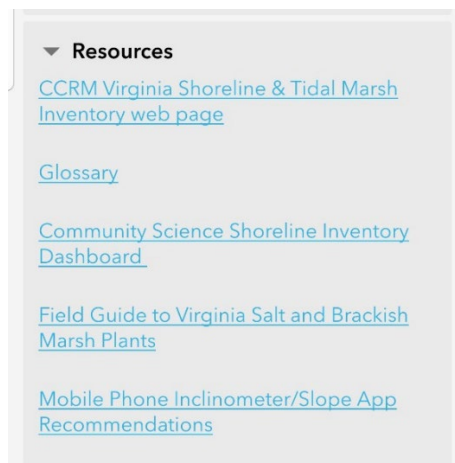 Resources
CCRM Virginia Shoreline & Tidal Marsh
Inventory web page
Glossary
Community Science Shoreline Inventory
Dashboard
Field Guide to Virginia Salt and Brackish
Marsh Plants
Mobile Phone Inclinometer/Slope App
Recommendations